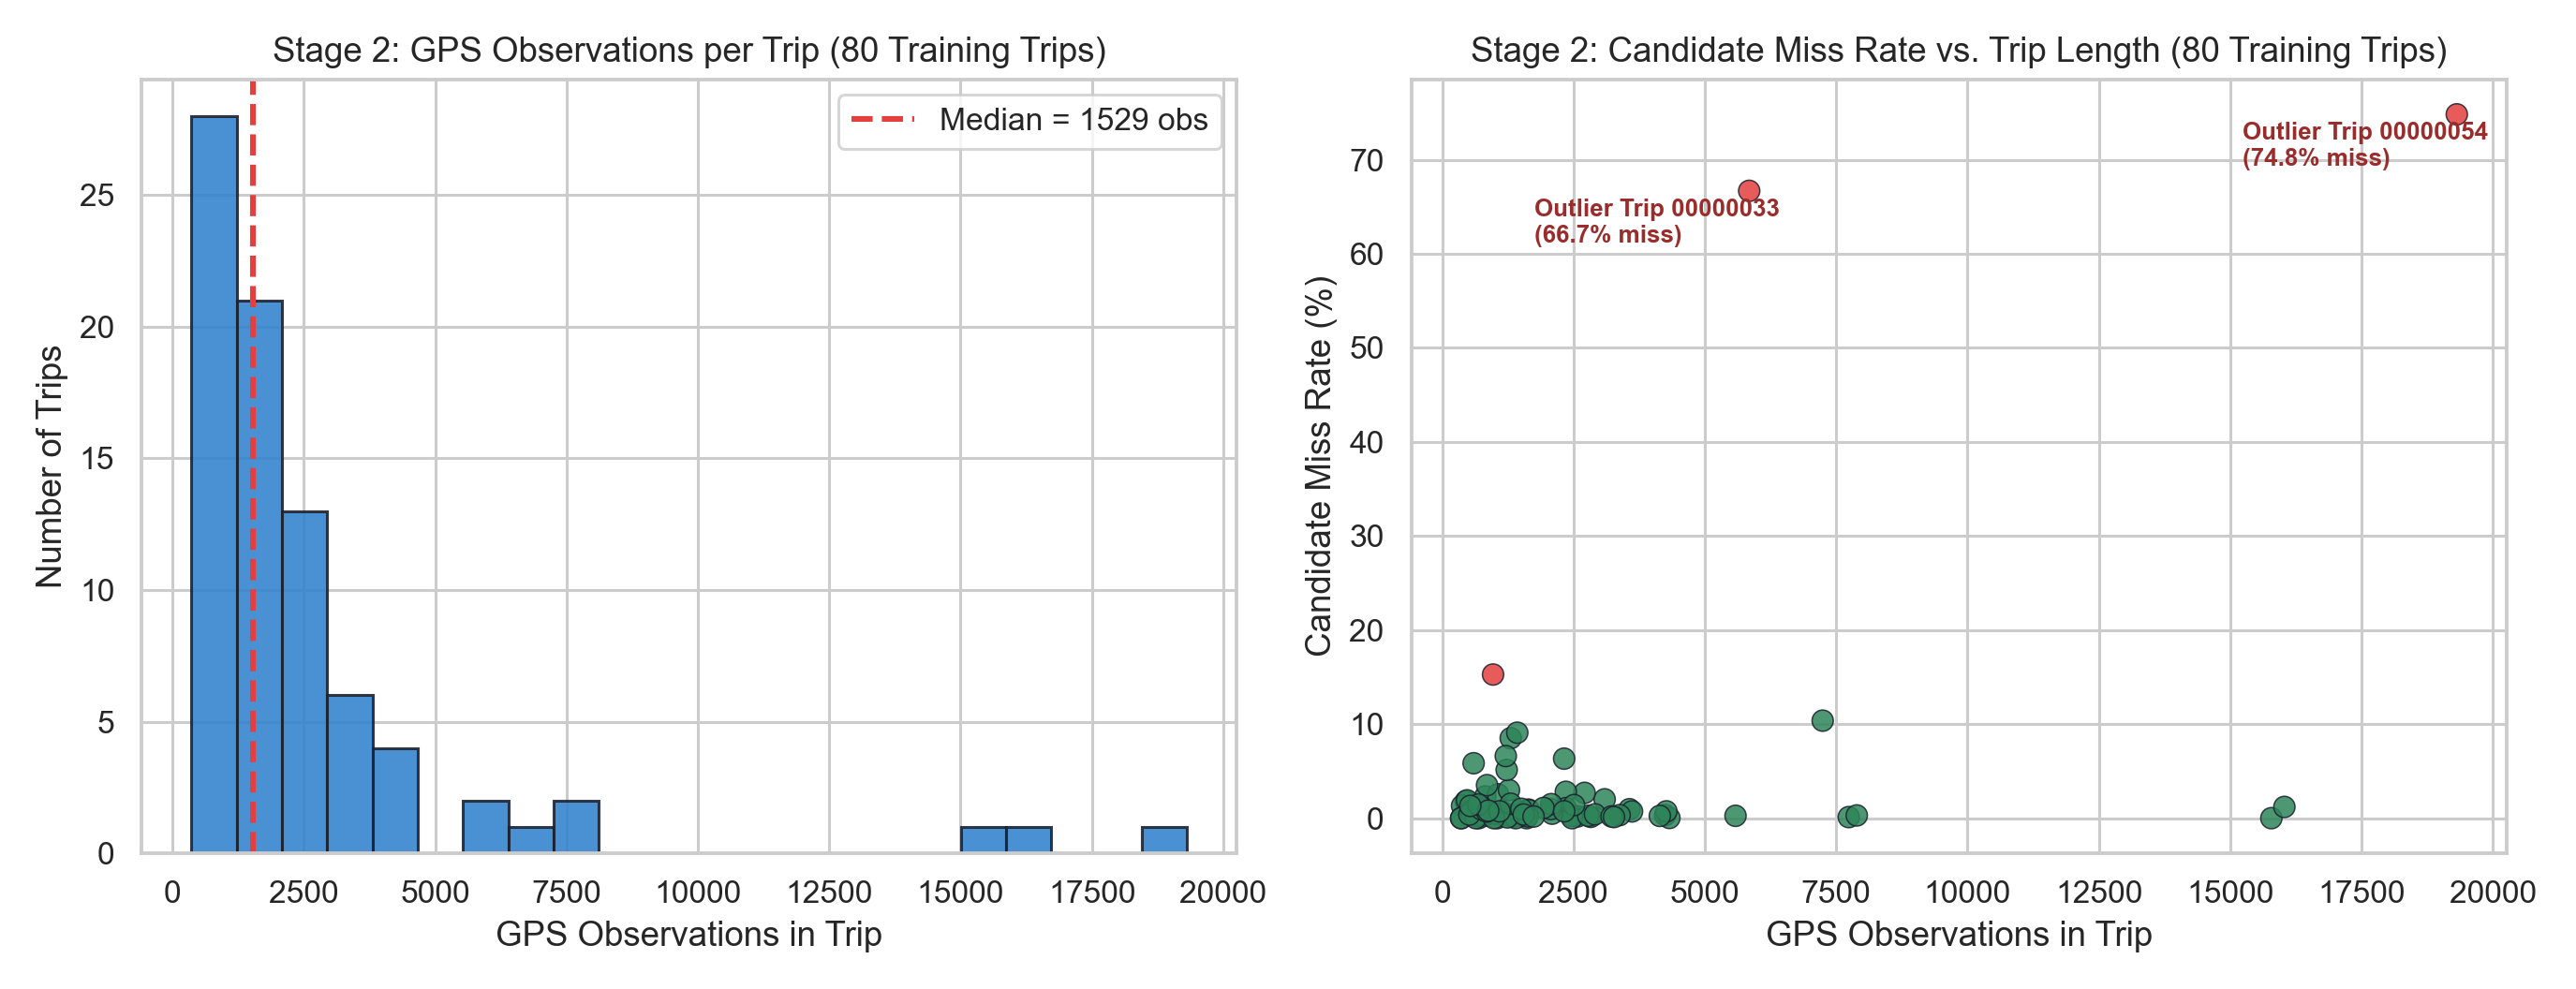 Stage 2: GPS Observations per Trip (80 Training Trips)
Median = 1529 obs
Number of Trips
25
20
15
10
5
0
0 2500 5000 7500 10000 12500 15000 17500 20000
GPS Observations in Trip
Stage 2: Candidate Miss Rate vs. Trip Length (80 Training Trips)
Outlier Trip 00000054
(74.8% miss)
Outlier Trip 00000033
(66.7% miss)
Candidate Miss Rate (%)
70
60
50
40
30
20
10
0
0 2500 5000 7500 10000 12500 15000 17500 20000
GPS Observations in Trip